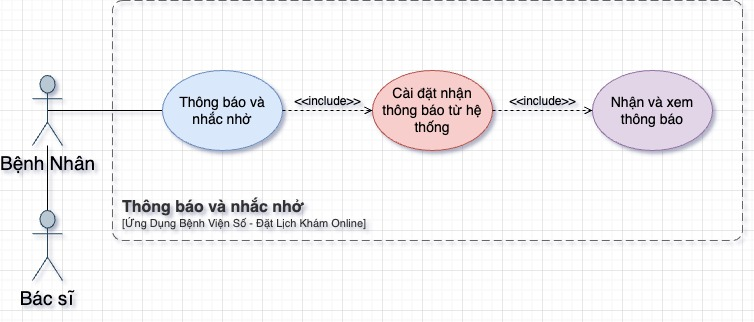 Thông báo và
nhắc nhở
<<include>>
Cài đặt nhận
thông báo từ hệ
thống
<<include>>
Nhận và xem
thông báo
Bệnh Nhân
Thông báo và nhắc nhở
[Ứng Dụng Bệnh Viện Số - Đặt Lịch Khám Online]
Bác sĩ